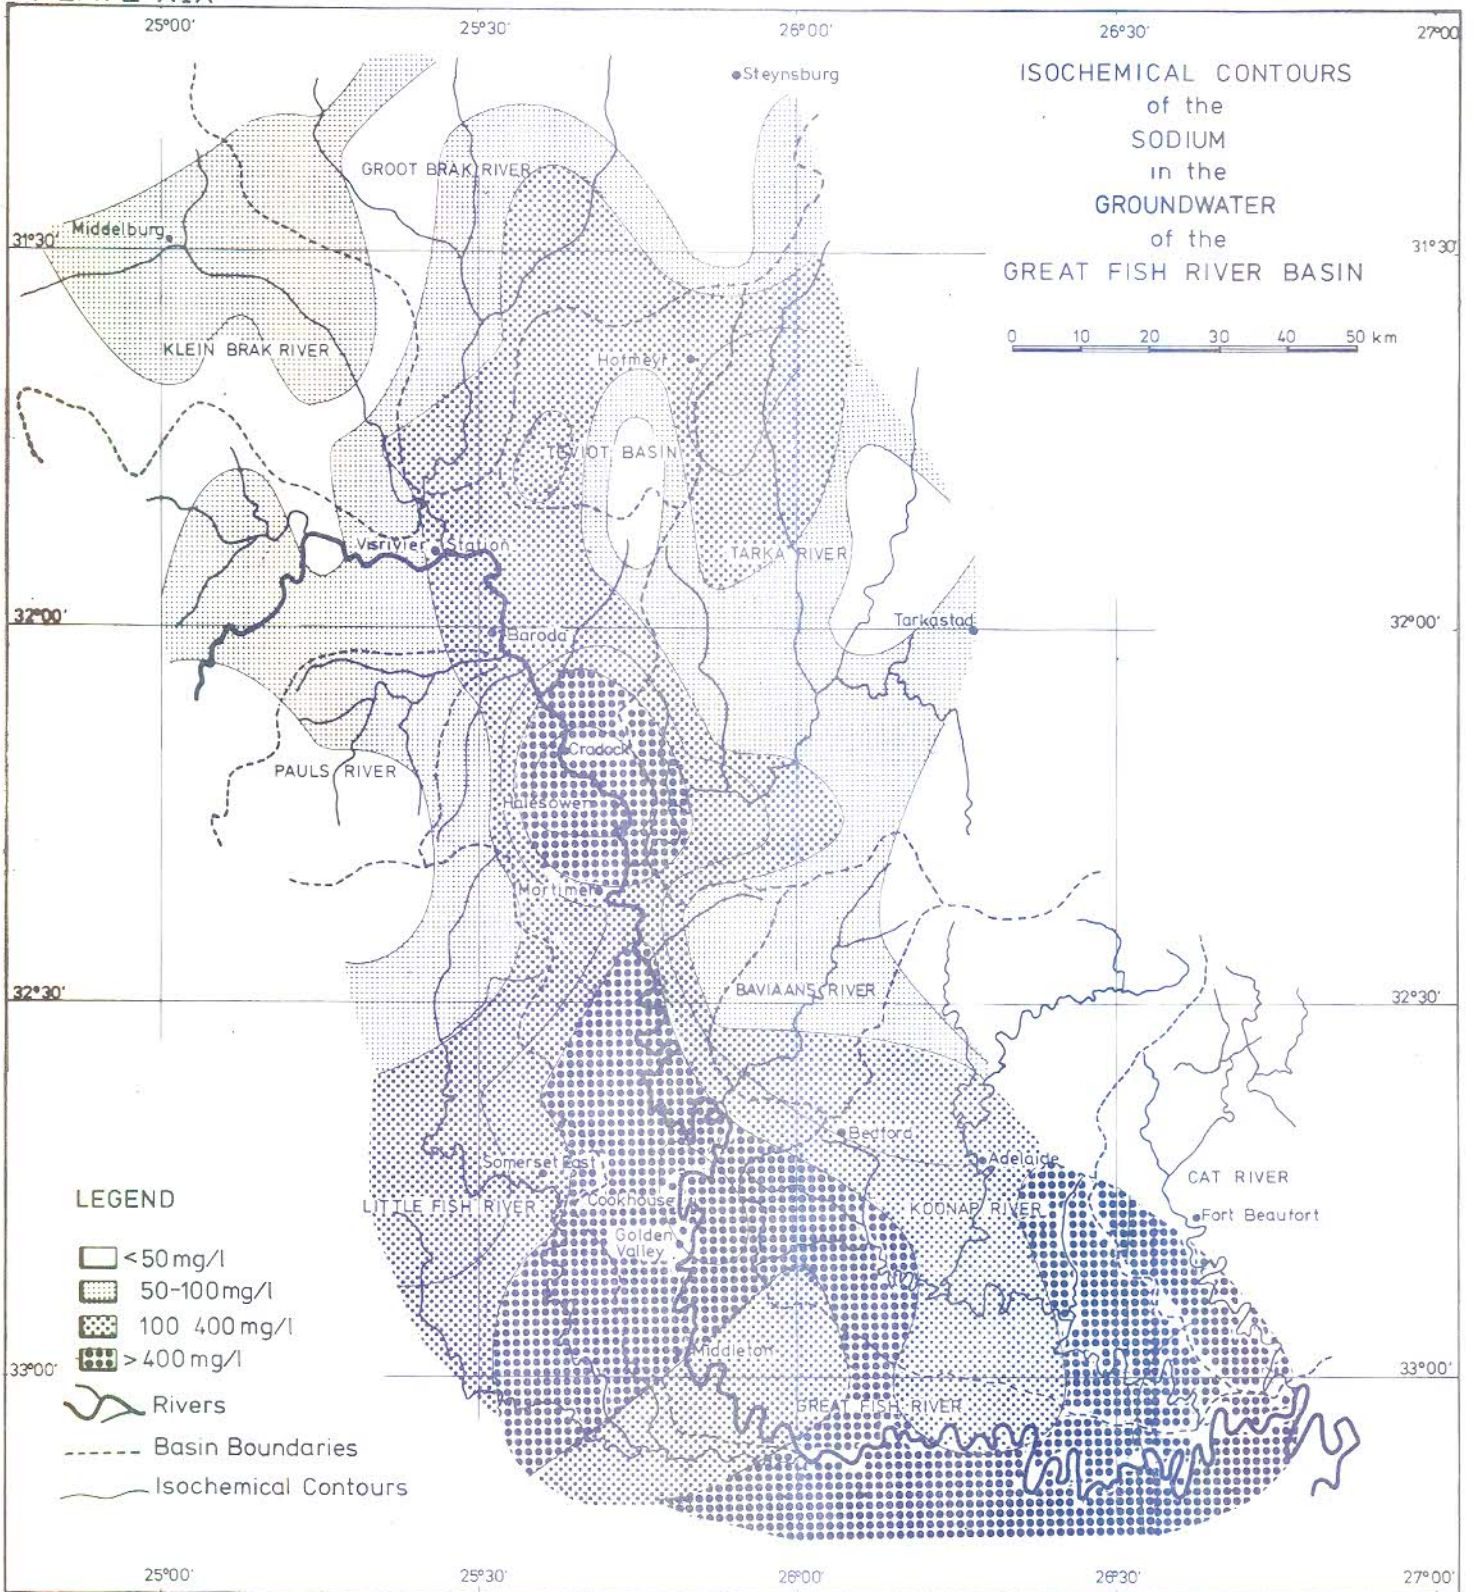 25°00'
25°30'
26°00'
26°30'
27°00
Steynsburg
ISOCHEMICAL CONTOURS
of the
SODIUM
in the
GROUNDWATER
of the
GREAT FISH RIVER BASIN
0 10 20 30 40 50 km
GROOT BRAK RIVER
Middelburg
31°30'
31°30'
KLEIN BRAK RIVER
Hofmeyr
TEVIOT BASIN
Visrivier Station
TARKA RIVER
32°00'
Baroda
Tarkastad
32°00'
Cradock
PAULS RIVER
Halesowen
Mortimer
BAVIAANS RIVER
32°30'
32°30'
Bedford
Adelaide
Somerset East
CAT RIVER
LEGEND
Cookhouse
LITTLE FISH RIVER
KOONAP RIVER
Fort Beaufort
Golden
Valley
<50 mg/l
50-100mg/l
100 400 mg/l
>400 mg/l
Middleton
33°00'
33°00'
GREAT FISH RIVER
Rivers
Basin Boundaries
Isochemical Contours
25°00'
25°30'
26°00'
26°30'
27°00'